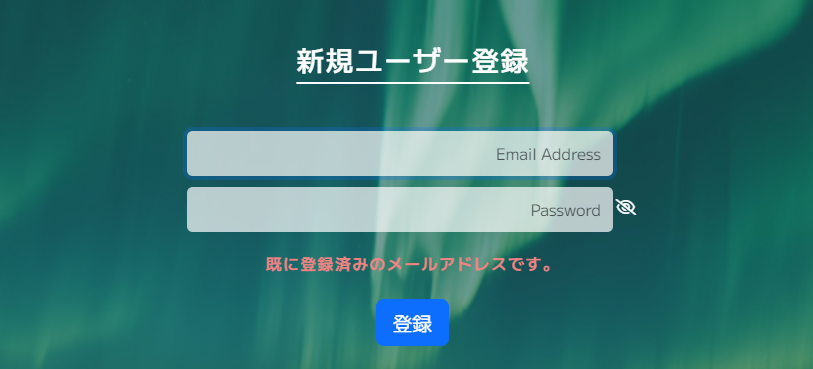 新規ユーザー登録
Email Address
Password
既に登録済みのメールアドレスです。
登録